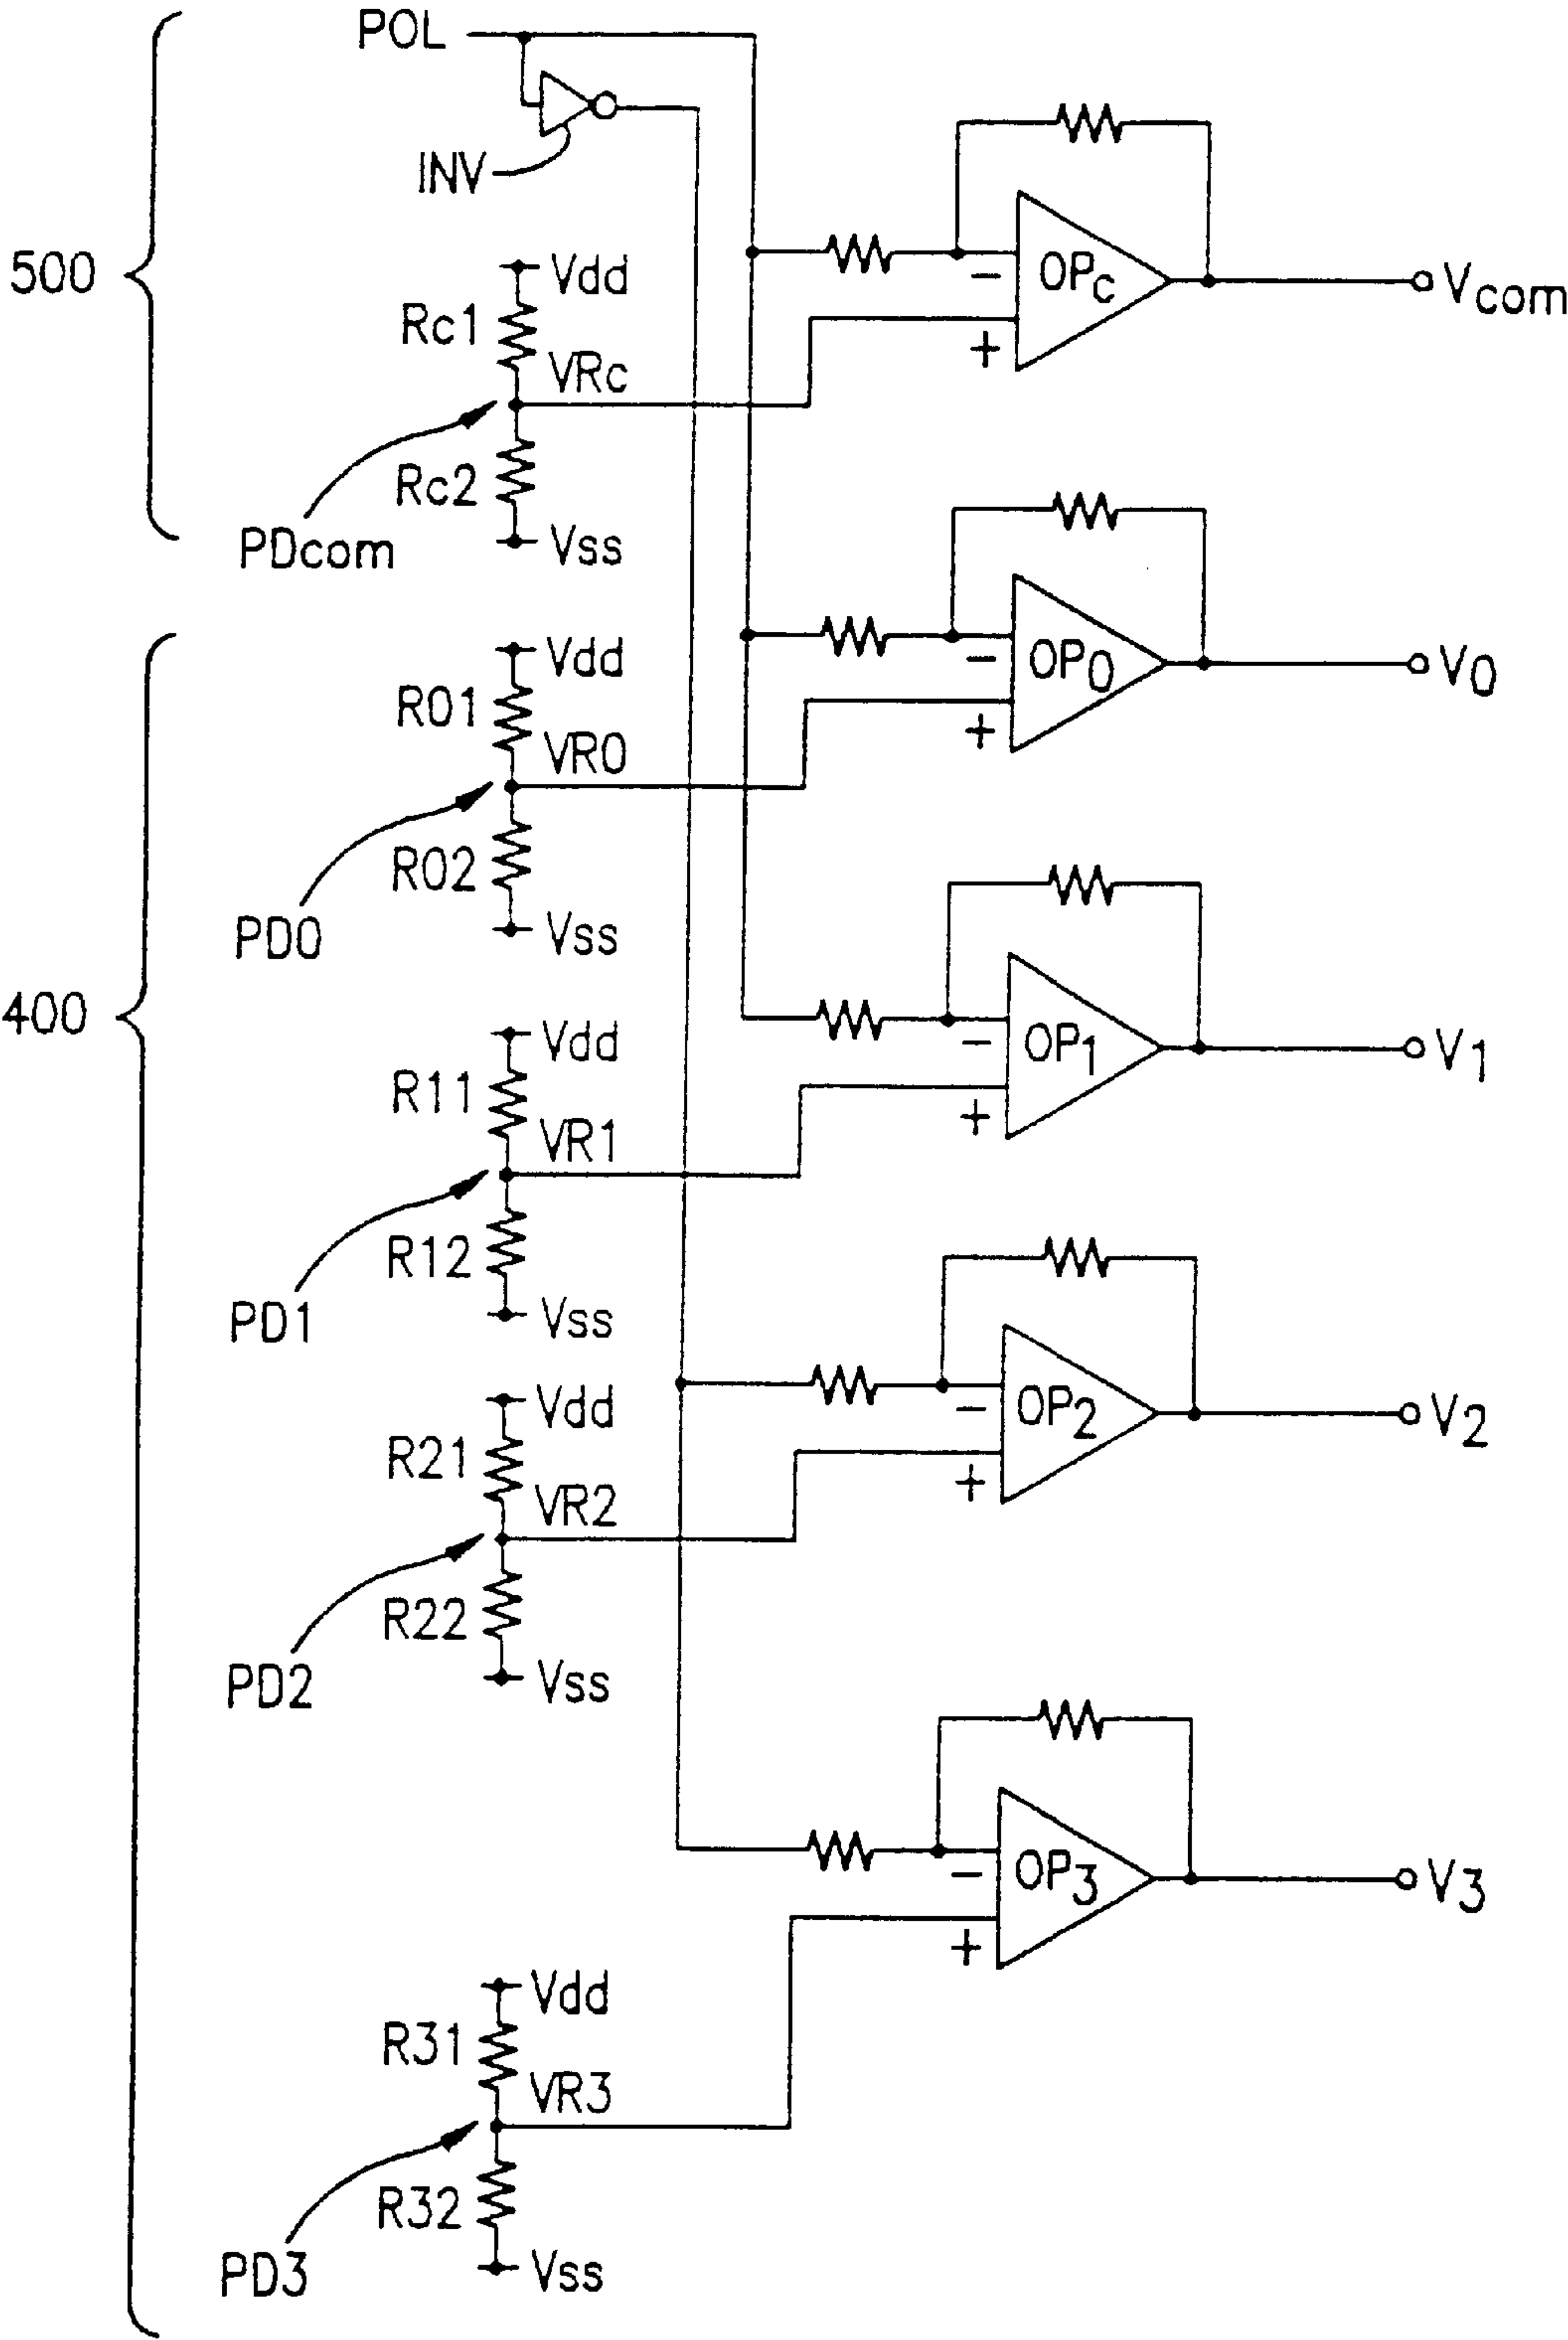 POL
INV
500
Vdd
Rc1
VRc
PDcom
Rc2
Vss
− OPc +
Vcom
400
Vdd
R01
VR0
PD0
R02
Vss
− OP0 +
V0
Vdd
R11
VR1
PD1
R12
Vss
− OP1 +
V1
Vdd
R21
VR2
PD2
R22
Vss
− OP2 +
V2
Vdd
R31
VR3
PD3
R32
Vss
− OP3 +
V3